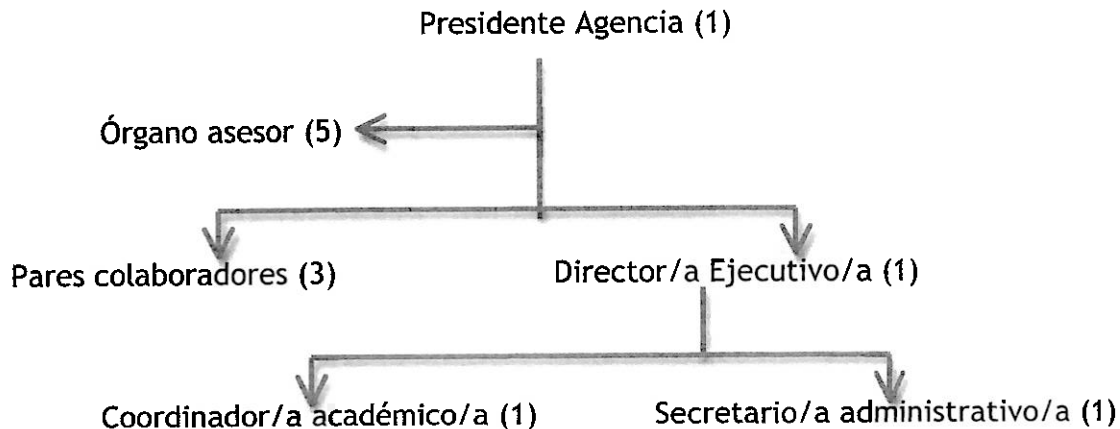 Presidente Agencia (1)
Órgano asesor (5)
Pares colaboradores (3)
Director/a Ejecutivo/a (1)
Coordinador/a académico/a (1)
Secretario/a administrativo/a (1)